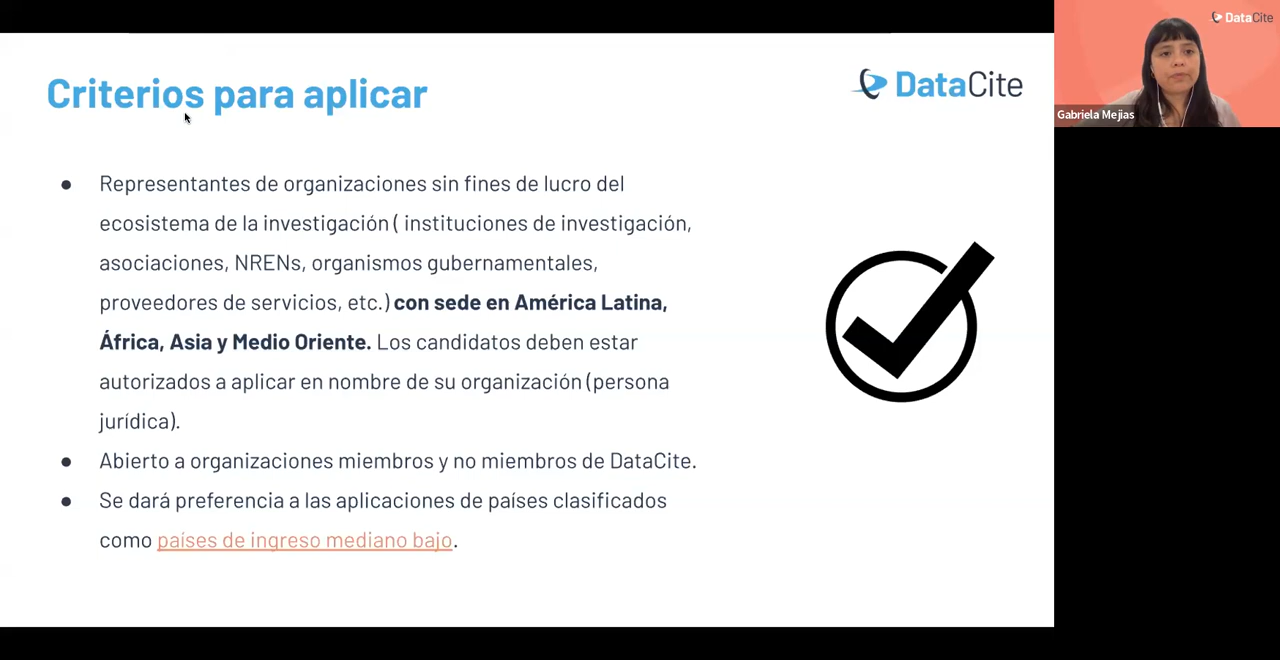 Criterios para aplicar
DataCite
● Representantes de organizaciones sin fines de lucro del
ecosistema de la investigación ( instituciones de investigación,
asociaciones, NRENs, organismos gubernamentales,
proveedores de servicios, etc.) con sede en América Latina,
África, Asia y Medio Oriente. Los candidatos deben estar
autorizados a aplicar en nombre de su organización (persona
jurídica).
● Abierto a organizaciones miembros y no miembros de DataCite.
● Se dará preferencia a las aplicaciones de países clasificados
como países de ingreso mediano bajo.
DataCite
Gabriela Mejias